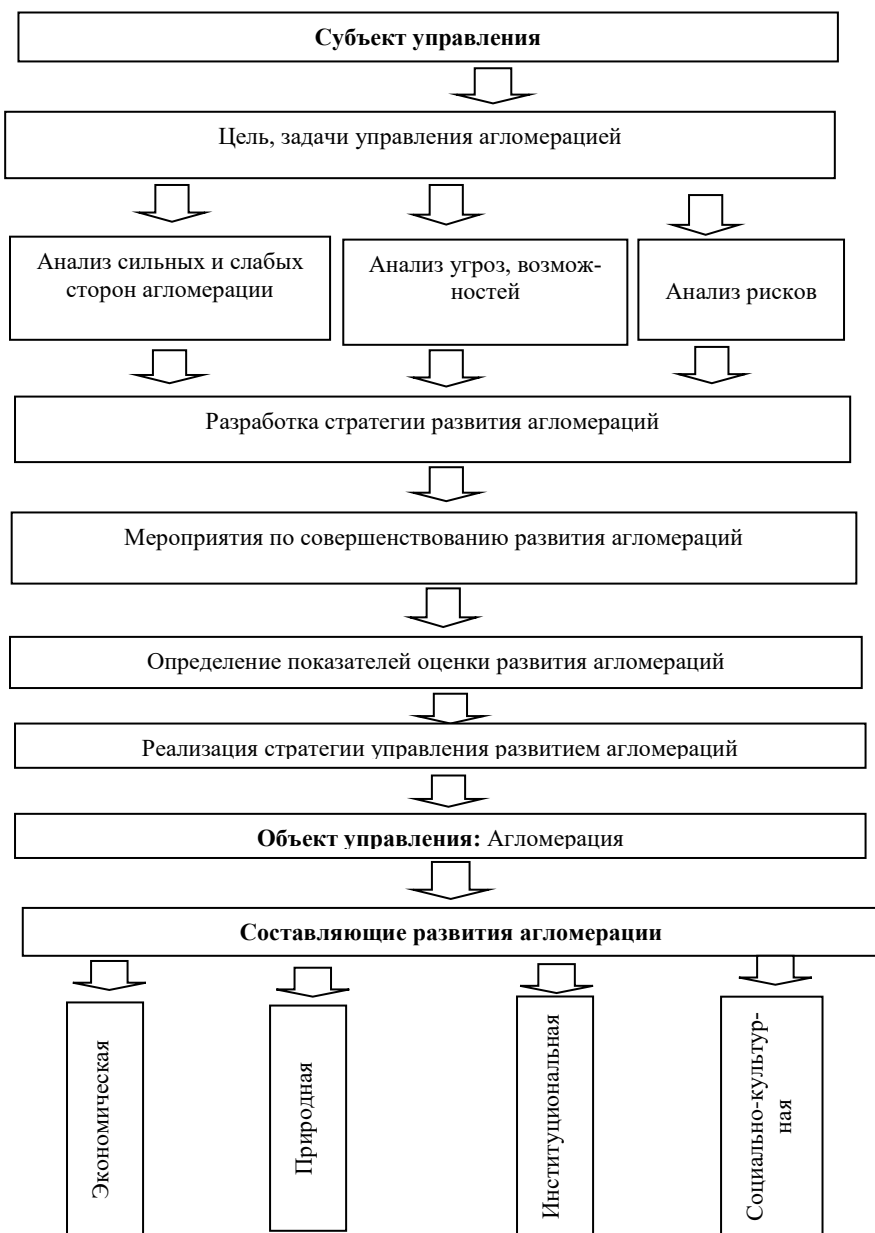 Субъект управления
Цель, задачи управления агломерацией
Анализ сильных и слабых
сторон агломерации
Анализ угроз, возмож-
ностей
Анализ рисков
Разработка стратегии развития агломераций
Мероприятия по совершенствованию развития агломераций
Определение показателей оценки развития агломераций
Реализация стратегии управления развитием агломераций
Объект управления: Агломерация
Составляющие развития агломерации
Экономическая
Природная
Институциональная
Социально-культур-
ная